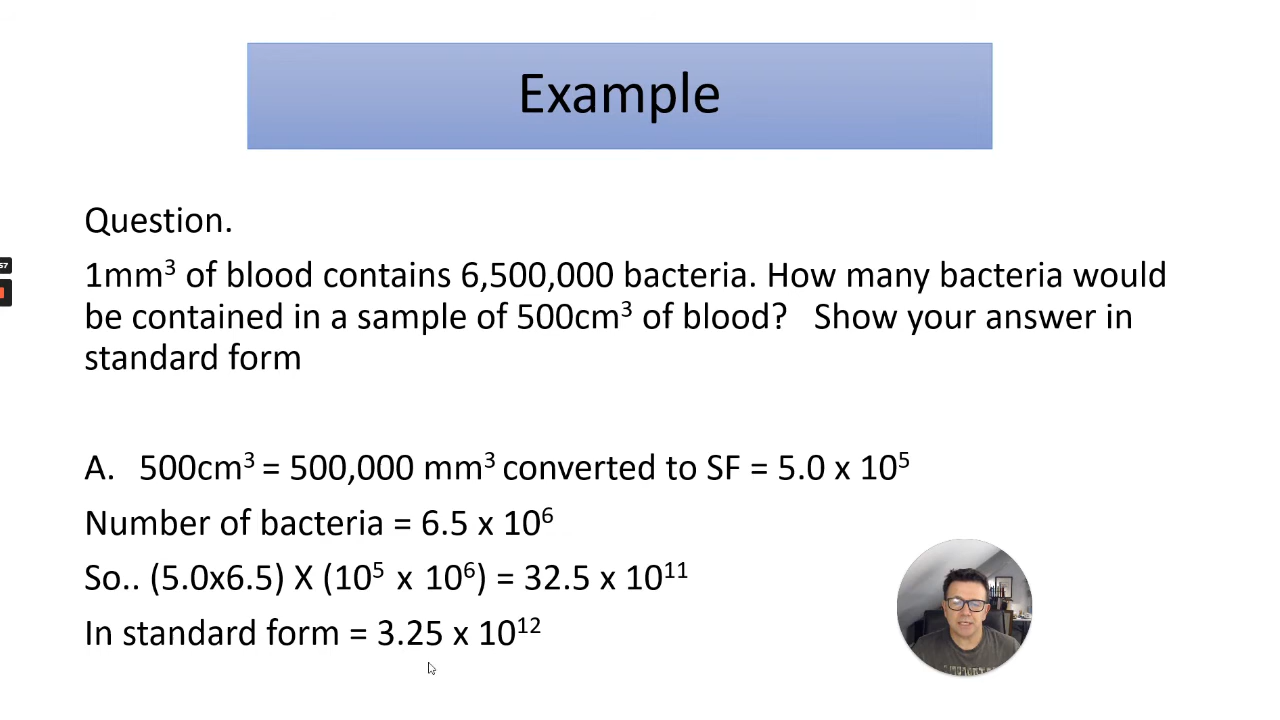 Example
Question.
1mm³ of blood contains 6,500,000 bacteria. How many bacteria would
be contained in a sample of 500cm³ of blood?   Show your answer in
standard form
A.   500cm³ = 500,000 mm³ converted to SF = 5.0 x 10⁵
Number of bacteria = 6.5 x 10⁶
So.. (5.0x6.5) X (10⁵ x 10⁶) = 32.5 x 10¹¹
In standard form = 3.25 x 10¹²
57